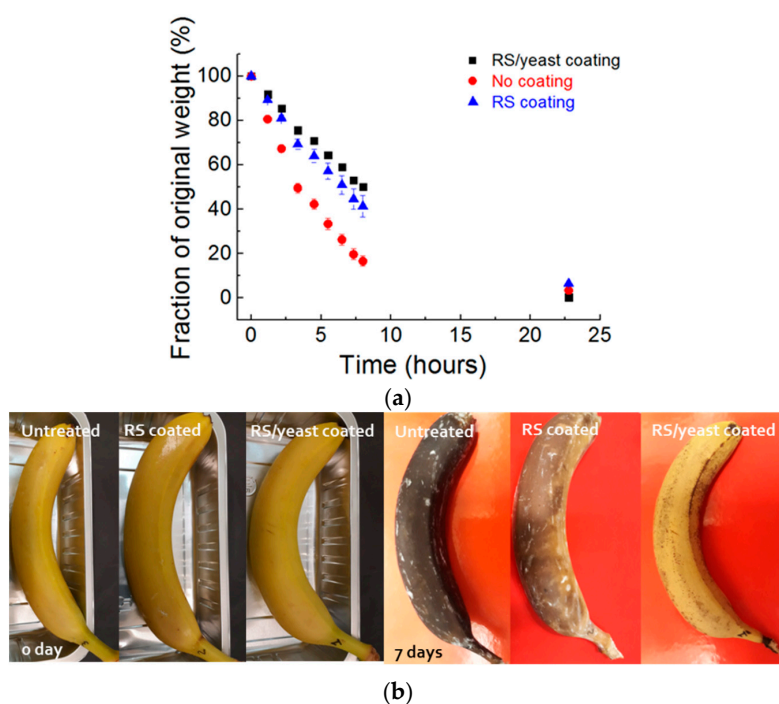 RS/yeast coating
No coating
RS coating
Fraction of original weight (%)
100
80
60
40
20
0
0 5 10 15 20 25
Time (hours)
(a)
Untreated RS coated RS/yeast coated Untreated RS coated RS/yeast coated
0 day 7 days
(b)